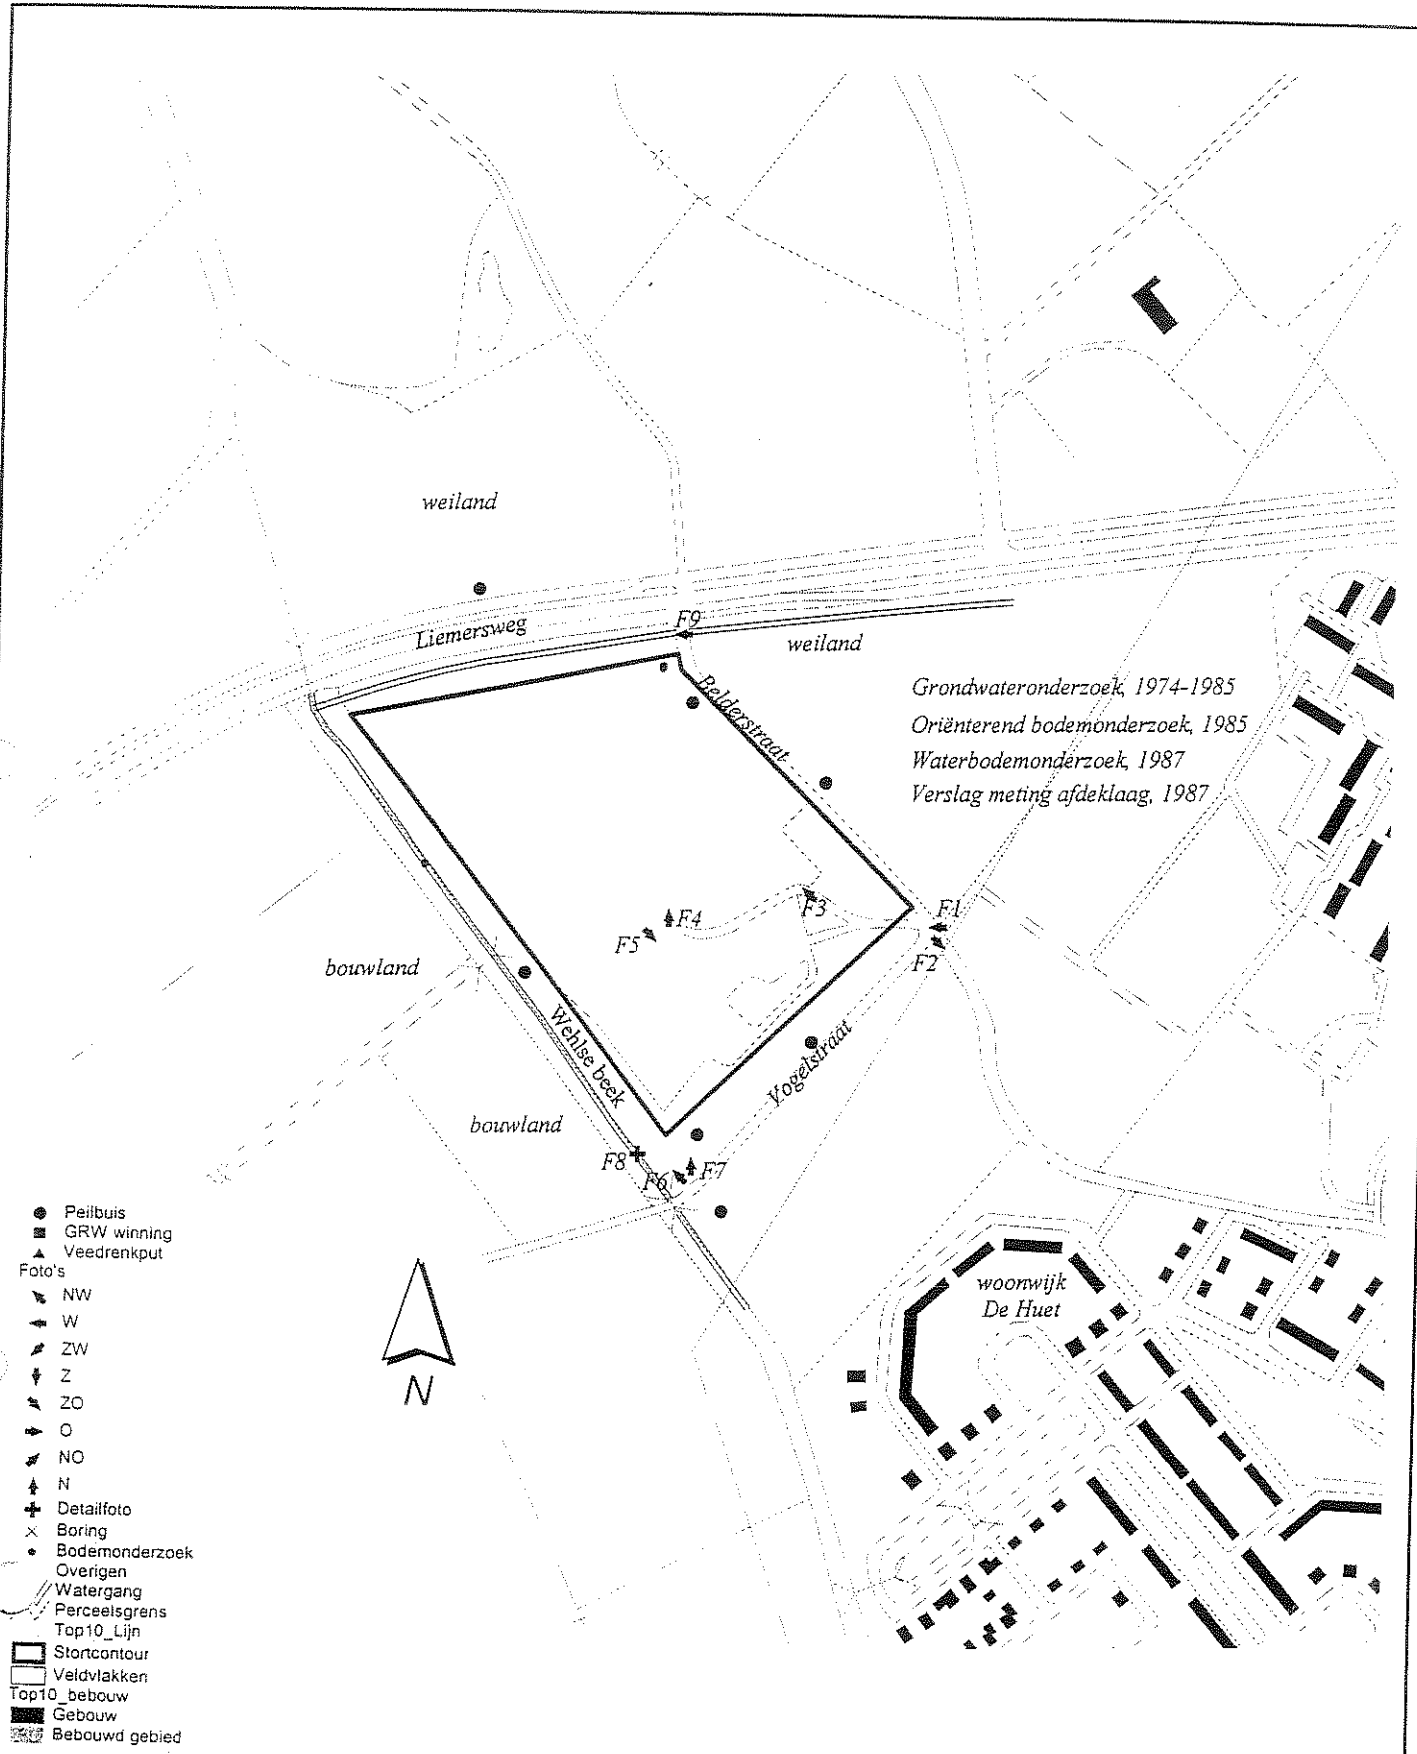 weiland
F9
Liemersweg
weiland
Belderstraat
Grondwateronderzoek, 1974-1985
Oriënterend bodemonderzoek, 1985
Waterbodemonderzoek, 1987
Verslag meting afdeklaag, 1987
F3
F1
F4
F5
F2
bouwland
Wehlse beek
Vogelstraat
bouwland
F8
F7
F6
woonwijk
De Huet
N
Peilbuis
GRW winning
Veedrenkput
Foto's
NW
W
ZW
Z
ZO
O
NO
N
Detailfoto
Boring
Bodemonderzoek
Overigen
Watergang
Perceelsgrens
Top10_Lijn
Stortcontour
Veldvlakken
Top10_bebouw
Gebouw
Bebouwd gebied